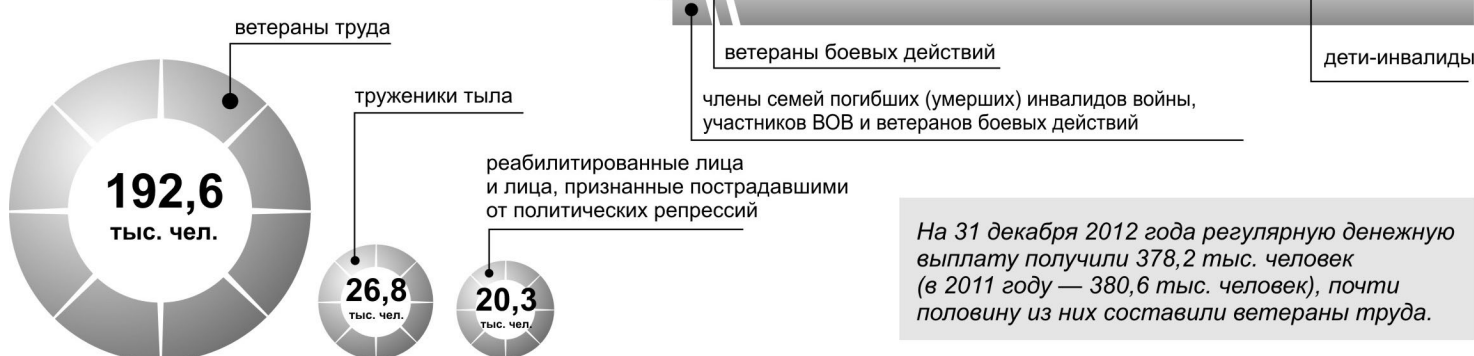 ветераны труда
труженики тыла
реабилитированные лица
и лица, признанные пострадавшими
от политических репрессий
192,6
тыс. чел.
26,8
тыс. чел.
20,3
тыс. чел.
ветераны боевых действий
члены семей погибших (умерших) инвалидов войны,
участников ВОВ и ветеранов боевых действий
дети-инвалиды
На 31 декабря 2012 года регулярную денежную
выплату получили 378,2 тыс. человек
(в 2011 году — 380,6 тыс. человек), почти
половину из них составили ветераны труда.